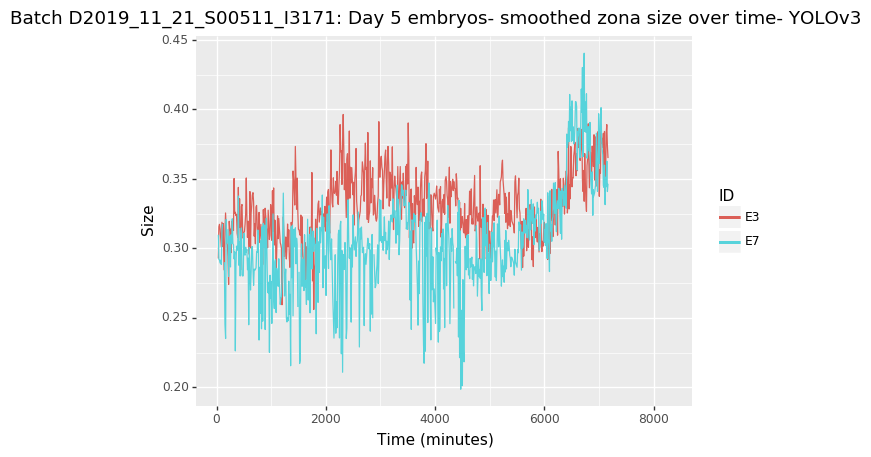 Batch D2019_11_21_S00511_I3171: Day 5 embryos- smoothed zona size over time- YOLOv3
0.45
0.40
0.35
0.30
0.25
0.20
Size
0
2000
4000
6000
8000
Time (minutes)
ID
E3
E7